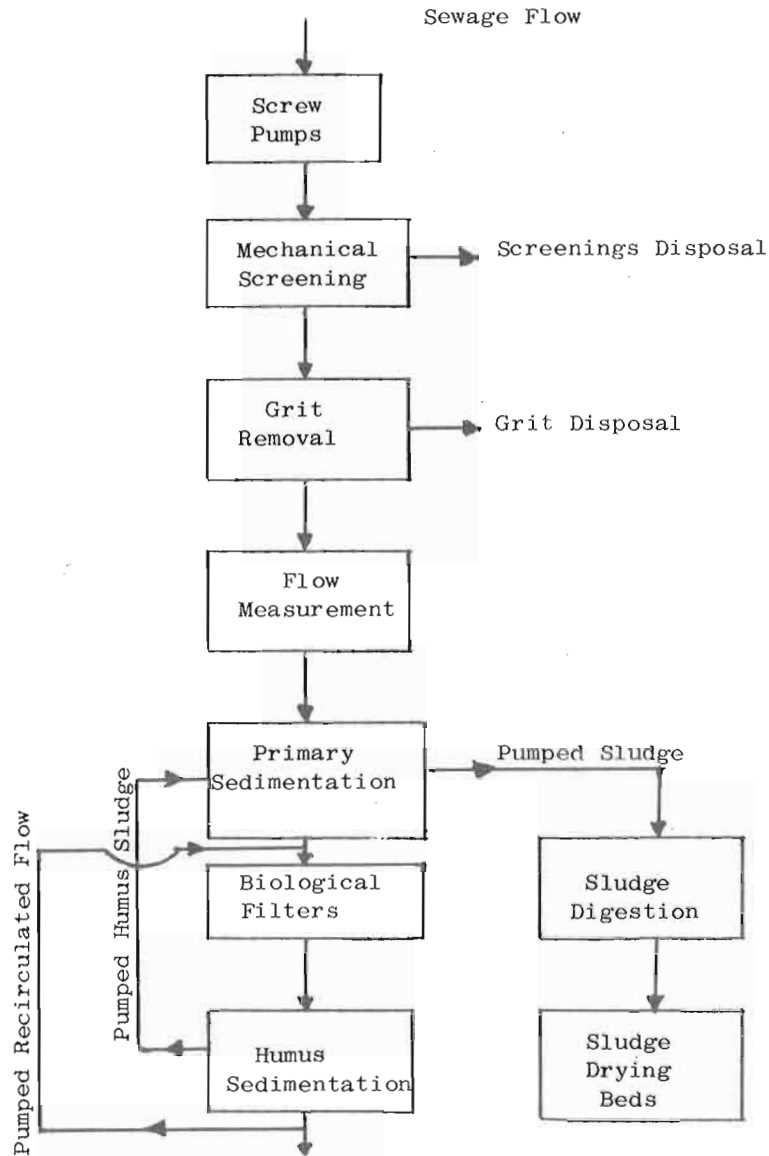 Sewage Flow
Screw
Pumps
Mechanical
Screening
Screenings Disposal
Grit
Removal
Grit Disposal
Flow
Measurement
Primary
Sedimentation
Pumped Sludge
Pumped Humus Sludge
Pumped Recirculated Flow
Biological
Filters
Sludge
Digestion
Humus
Sedimentation
Sludge
Drying
Beds